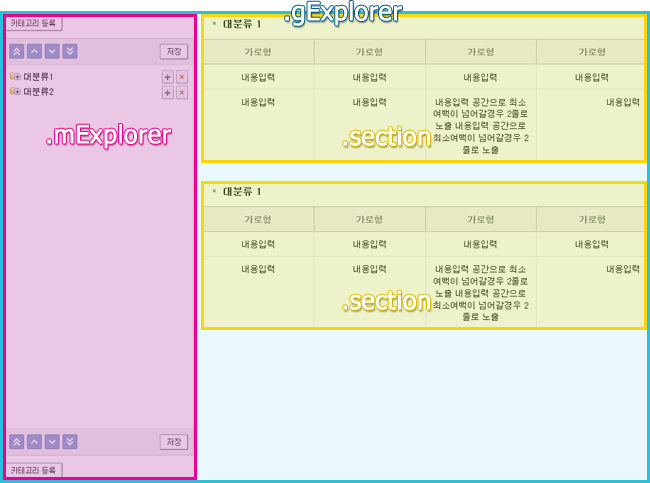 .gExplorer
카테고리 등록
저장
대분류1
대분류2
.mExplorer
저장
카테고리 등록
대분류 1
가로형 가로형 가로형 가로형
내용입력 내용입력 내용입력 내용입력
내용입력 내용입력 내용입력 공간으로 최소 내용입력
여백이 넘어갈경우 2줄로
노출 내용입력 공간으로
최소여백이 넘어갈경우 2
줄로 노출
.section
대분류 1
가로형 가로형 가로형 가로형
내용입력 내용입력 내용입력 내용입력
내용입력 내용입력 내용입력 공간으로 최소 내용입력
여백이 넘어갈경우 2줄로
노출 내용입력 공간으로
최소여백이 넘어갈경우 2
줄로 노출
.section